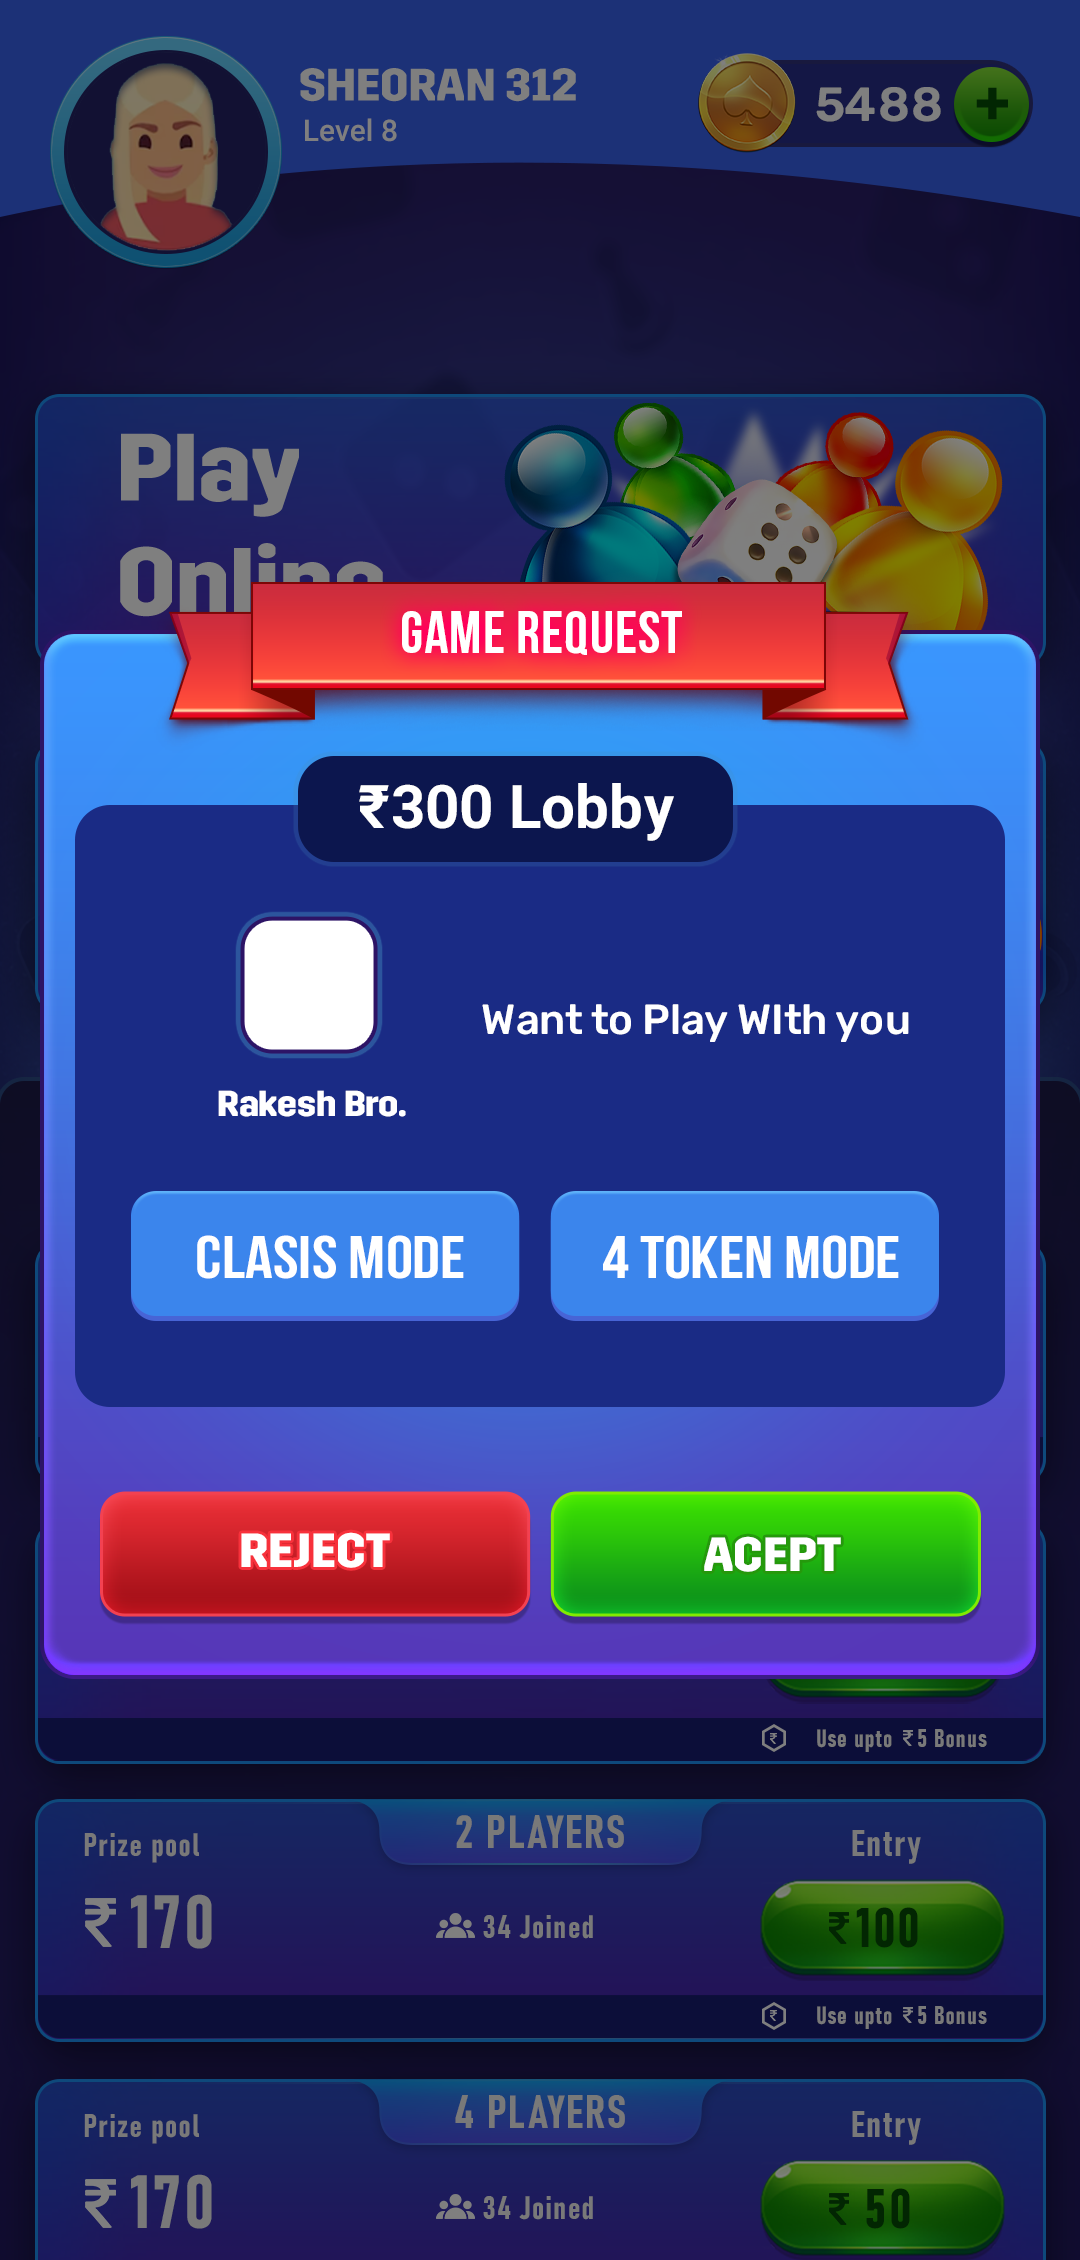 SHEORAN 312
Level 8
5488
Play
Online
GAME REQUEST
₹300 Lobby
Want to Play WIth you
Rakesh Bro.
CLASIS MODE
4 TOKEN MODE
REJECT
ACEPT
Use upto ₹5 Bonus
2 PLAYERS
Prize pool
Entry
₹170
34 Joined
₹100
Use upto ₹5 Bonus
4 PLAYERS
Prize pool
Entry
₹170
34 Joined
₹ 50